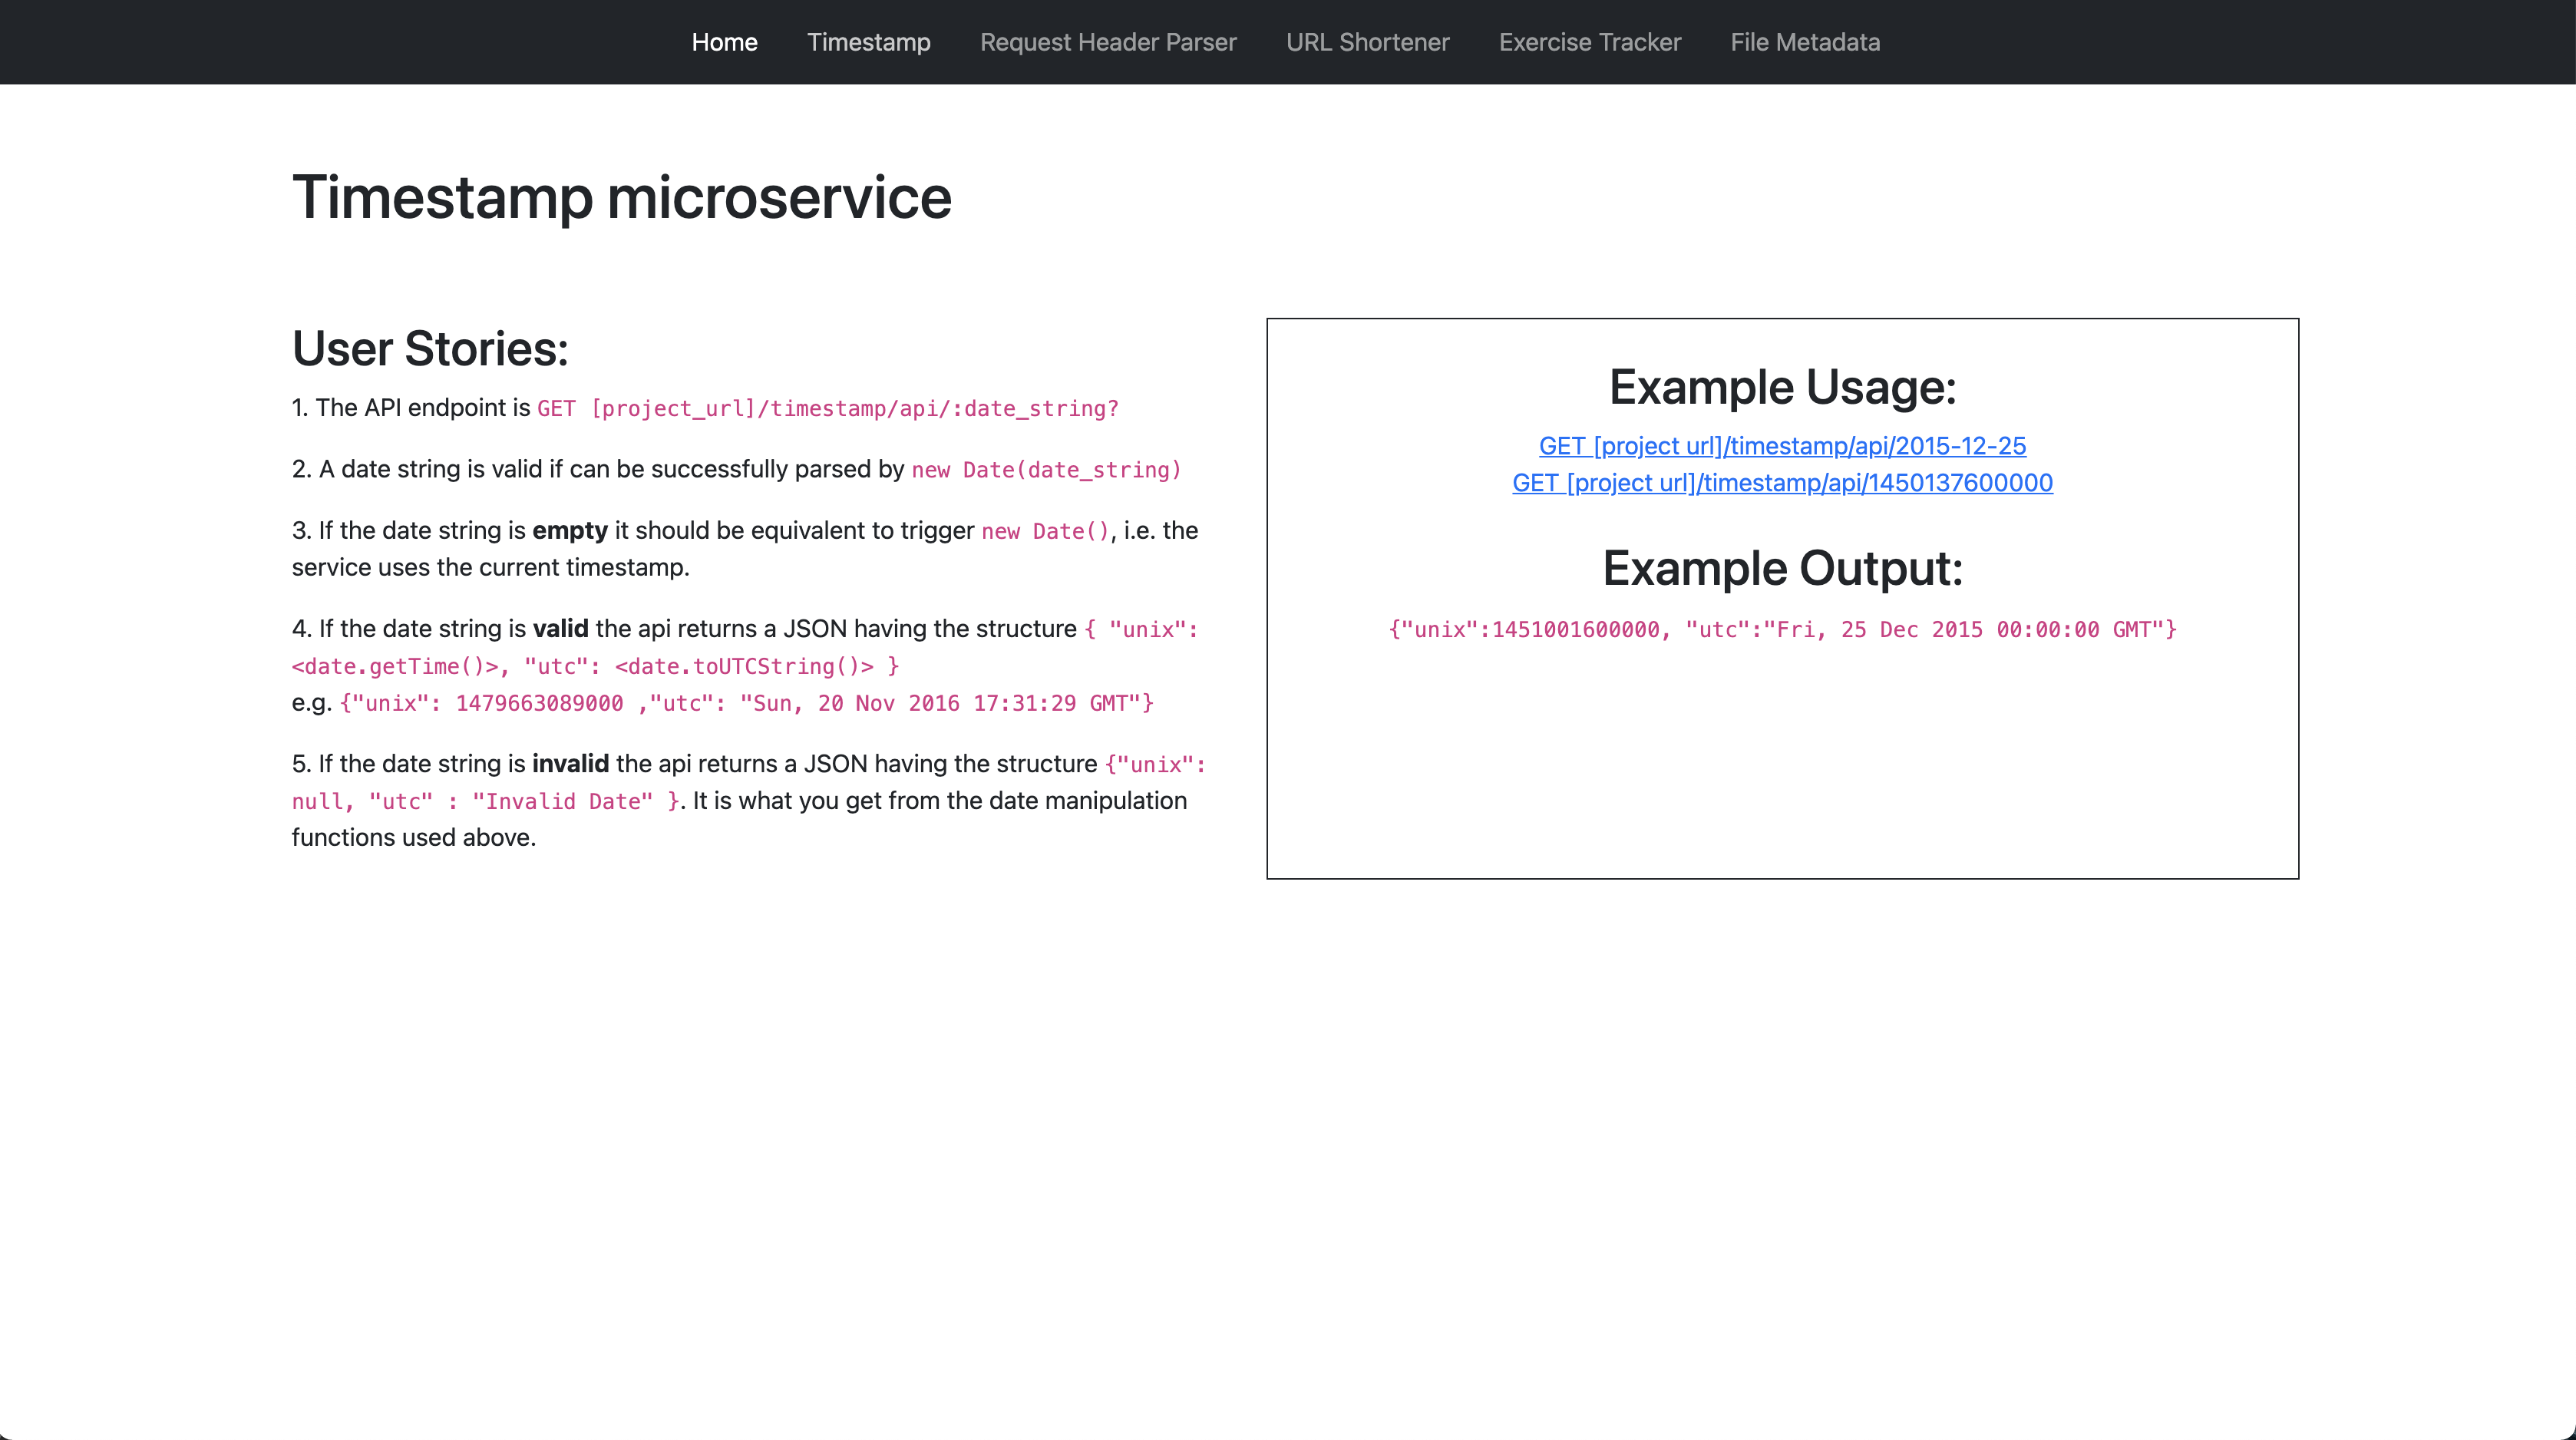 Home Timestamp Request Header Parser URL Shortener Exercise Tracker File Metadata
Timestamp microservice
User Stories:
1. The API endpoint is GET [project_url]/timestamp/api/:date_string?
2. A date string is valid if can be successfully parsed by new Date(date_string)
3. If the date string is empty it should be equivalent to trigger new Date(), i.e. the
service uses the current timestamp.
4. If the date string is valid the api returns a JSON having the structure { "unix":
<date.getTime()>, "utc": <date.toUTCString()> }
e.g. {"unix": 1479663089000 ,"utc": "Sun, 20 Nov 2016 17:31:29 GMT"}
5. If the date string is invalid the api returns a JSON having the structure {"unix":
null, "utc" : "Invalid Date" }. It is what you get from the date manipulation
functions used above.
Example Usage:
GET [project url]/timestamp/api/2015-12-25
GET [project url]/timestamp/api/1450137600000
Example Output:
{"unix":1451001600000, "utc":"Fri, 25 Dec 2015 00:00:00 GMT"}